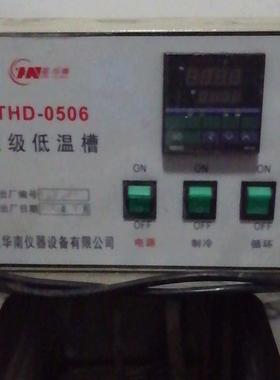 THD-0506
级低温槽
出厂编号
出厂日期
华南仪器设备有限公司
ON
ON
ON
OFF
OFF
OFF
电源
制冷
循环